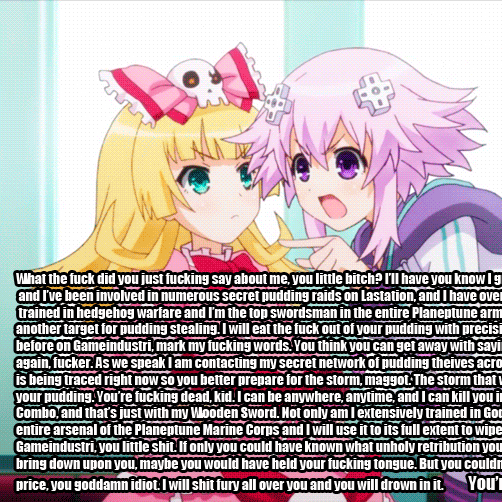 What the fuck did you just fucking say about me, you little bitch? I'll have you know I g
and I've been involved in numerous secret pudding raids on Lastation, and I have over
trained in hedgehog warfare and I'm the top swordsman in the entire Planeptune arm
another target for pudding stealing. I will eat the fuck out of your pudding with precis
before on Gameindustri, mark my fucking words. You think you can get away with sayi
again, fucker. As we speak I am contacting my secret network of pudding theives acro
is being traced right now so you better prepare for the storm, maggot. The storm that
your pudding. You're fucking dead, kid. I can be anywhere, anytime, and I can kill you i
Combo, and that's just with my Wooden Sword. Not only am I extensively trained in Go
entire arsenal of the Planeptune Marine Corps and I will use it to its full extent to wipe
Gameindustri, you little shit. If only you could have known what unholy retribution you
bring down upon you, maybe you would have held your fucking tongue. But you could
price, you goddamn idiot. I will shit fury all over you and you will drown in it. You'r